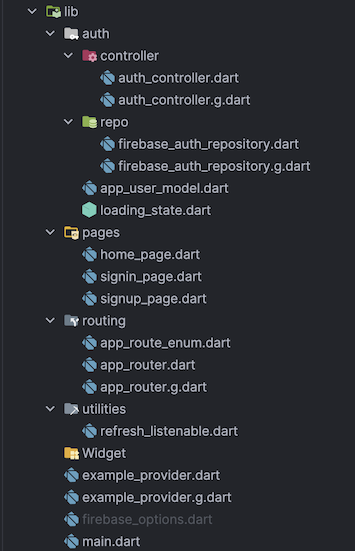 lib
auth
controller
auth_controller.dart
auth_controller.g.dart
repo
firebase_auth_repository.dart
firebase_auth_repository.g.dart
app_user_model.dart
loading_state.dart
pages
home_page.dart
signin_page.dart
signup_page.dart
routing
app_route_enum.dart
app_router.dart
app_router.g.dart
utilities
refresh_listenable.dart
Widget
example_provider.dart
example_provider.g.dart
firebase_options.dart
main.dart